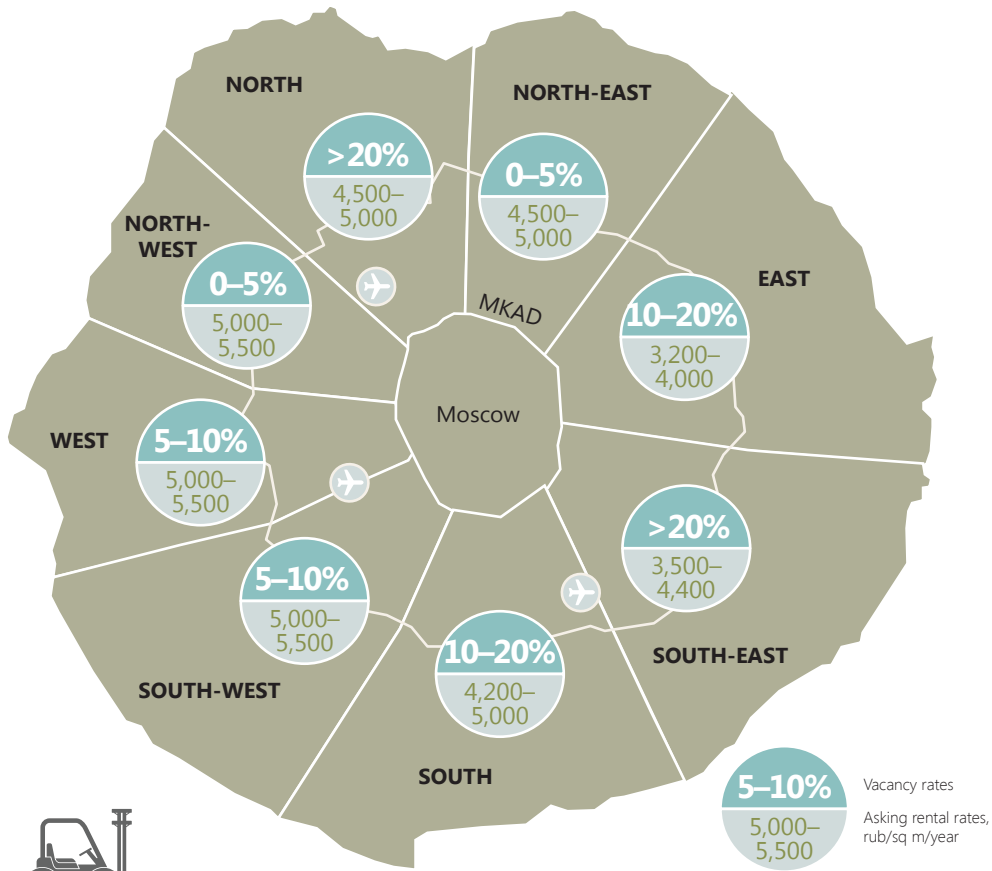 NORTH
>20%
4,500–
5,000
NORTH-EAST
0–5%
4,500–
5,000
NORTH-
WEST
0–5%
5,000–
5,500
EAST
10–20%
3,200–
4,000
MKAD
Moscow
WEST
5–10%
5,000–
5,500
>20%
3,500–
4,400
SOUTH-EAST
5–10%
5,000–
5,500
SOUTH-WEST
10–20%
4,200–
5,000
SOUTH
5–10%
5,000–
5,500
Vacancy rates
Asking rental rates,
rub/sq m/year